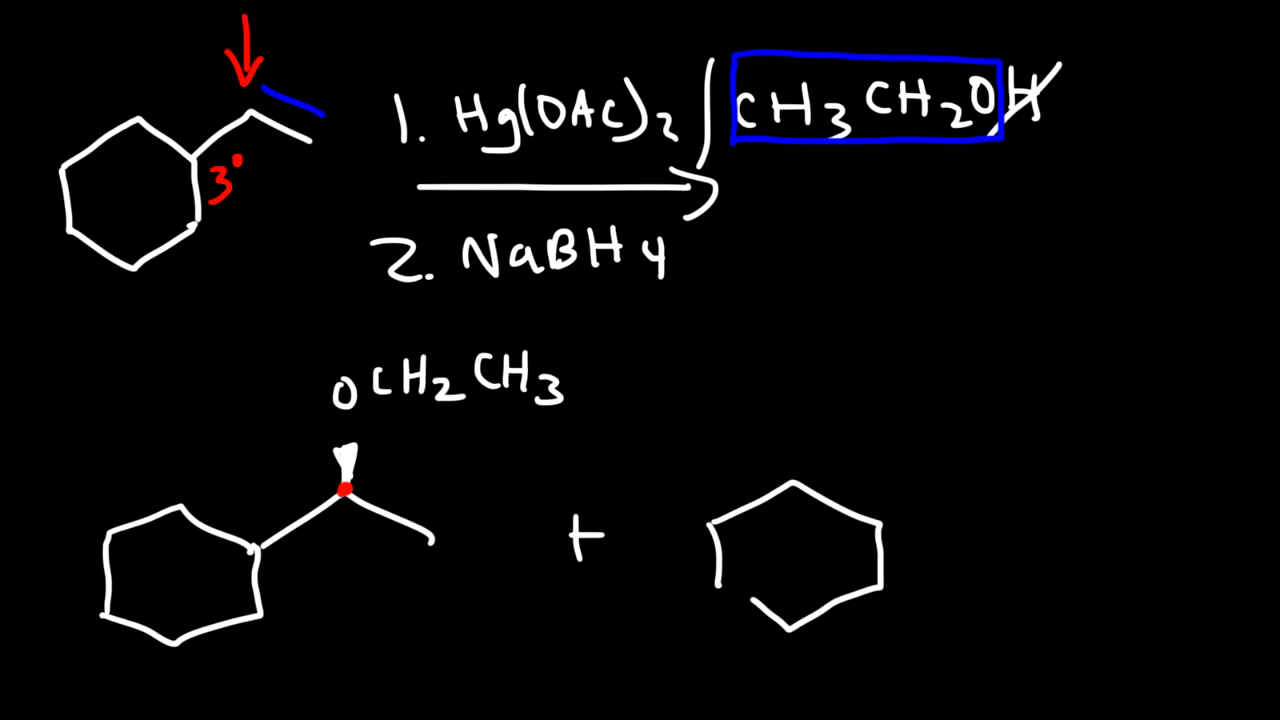 1. Hg(OAC)2 / CH3CH2OH
3°
2. NaBH4
OCH2CH3
+